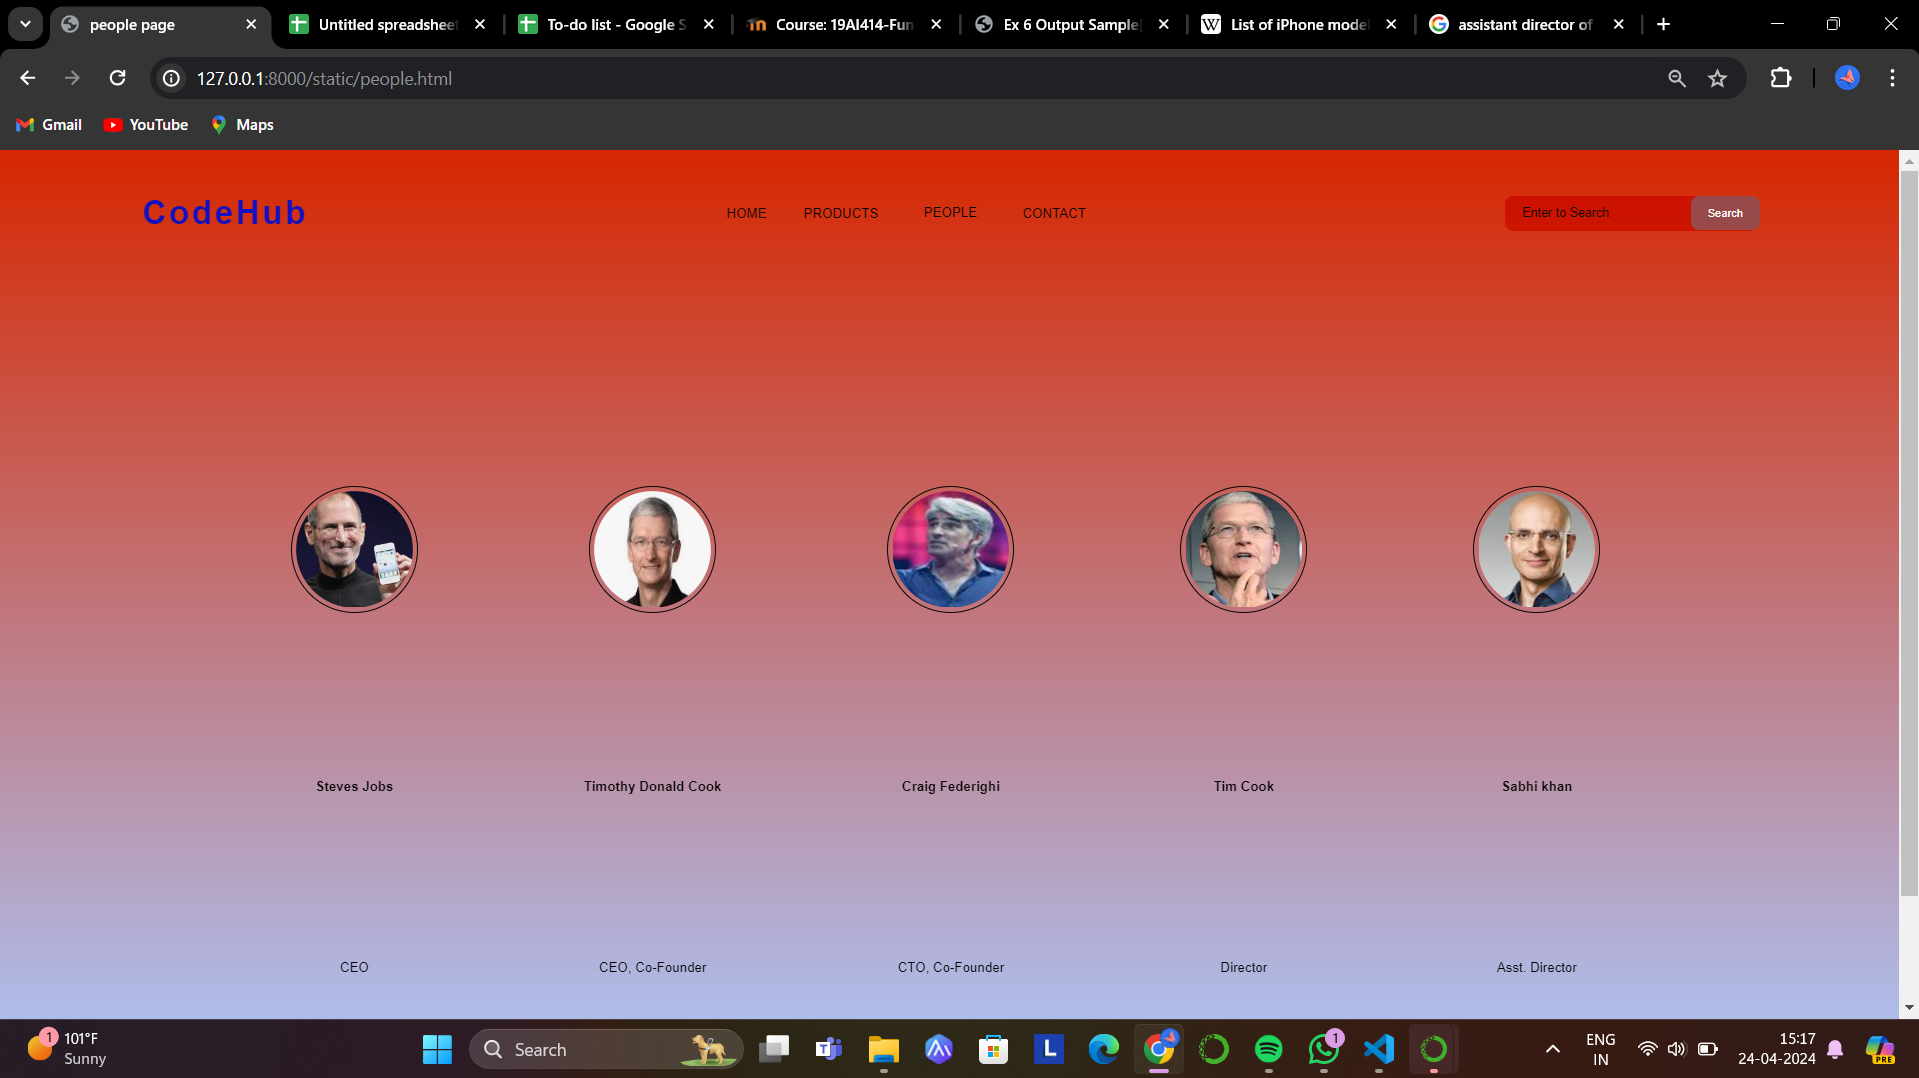 people page
Untitled spreadsheet
To-do list - Google S
Course: 19AI414-Fun
Ex 6 Output Sample
List of iPhone model
assistant director of
127.0.0.1:8000/static/people.html
Gmail
YouTube
Maps
CodeHub
HOME
PRODUCTS
PEOPLE
CONTACT
Enter to Search
Search
Steves Jobs
Timothy Donald Cook
Craig Federighi
Tim Cook
Sabhi khan
CEO
CEO, Co-Founder
CTO, Co-Founder
Director
Asst. Director
1
101°F
Sunny
Search
1
ENG
IN
15:17
24-04-2024
PRE